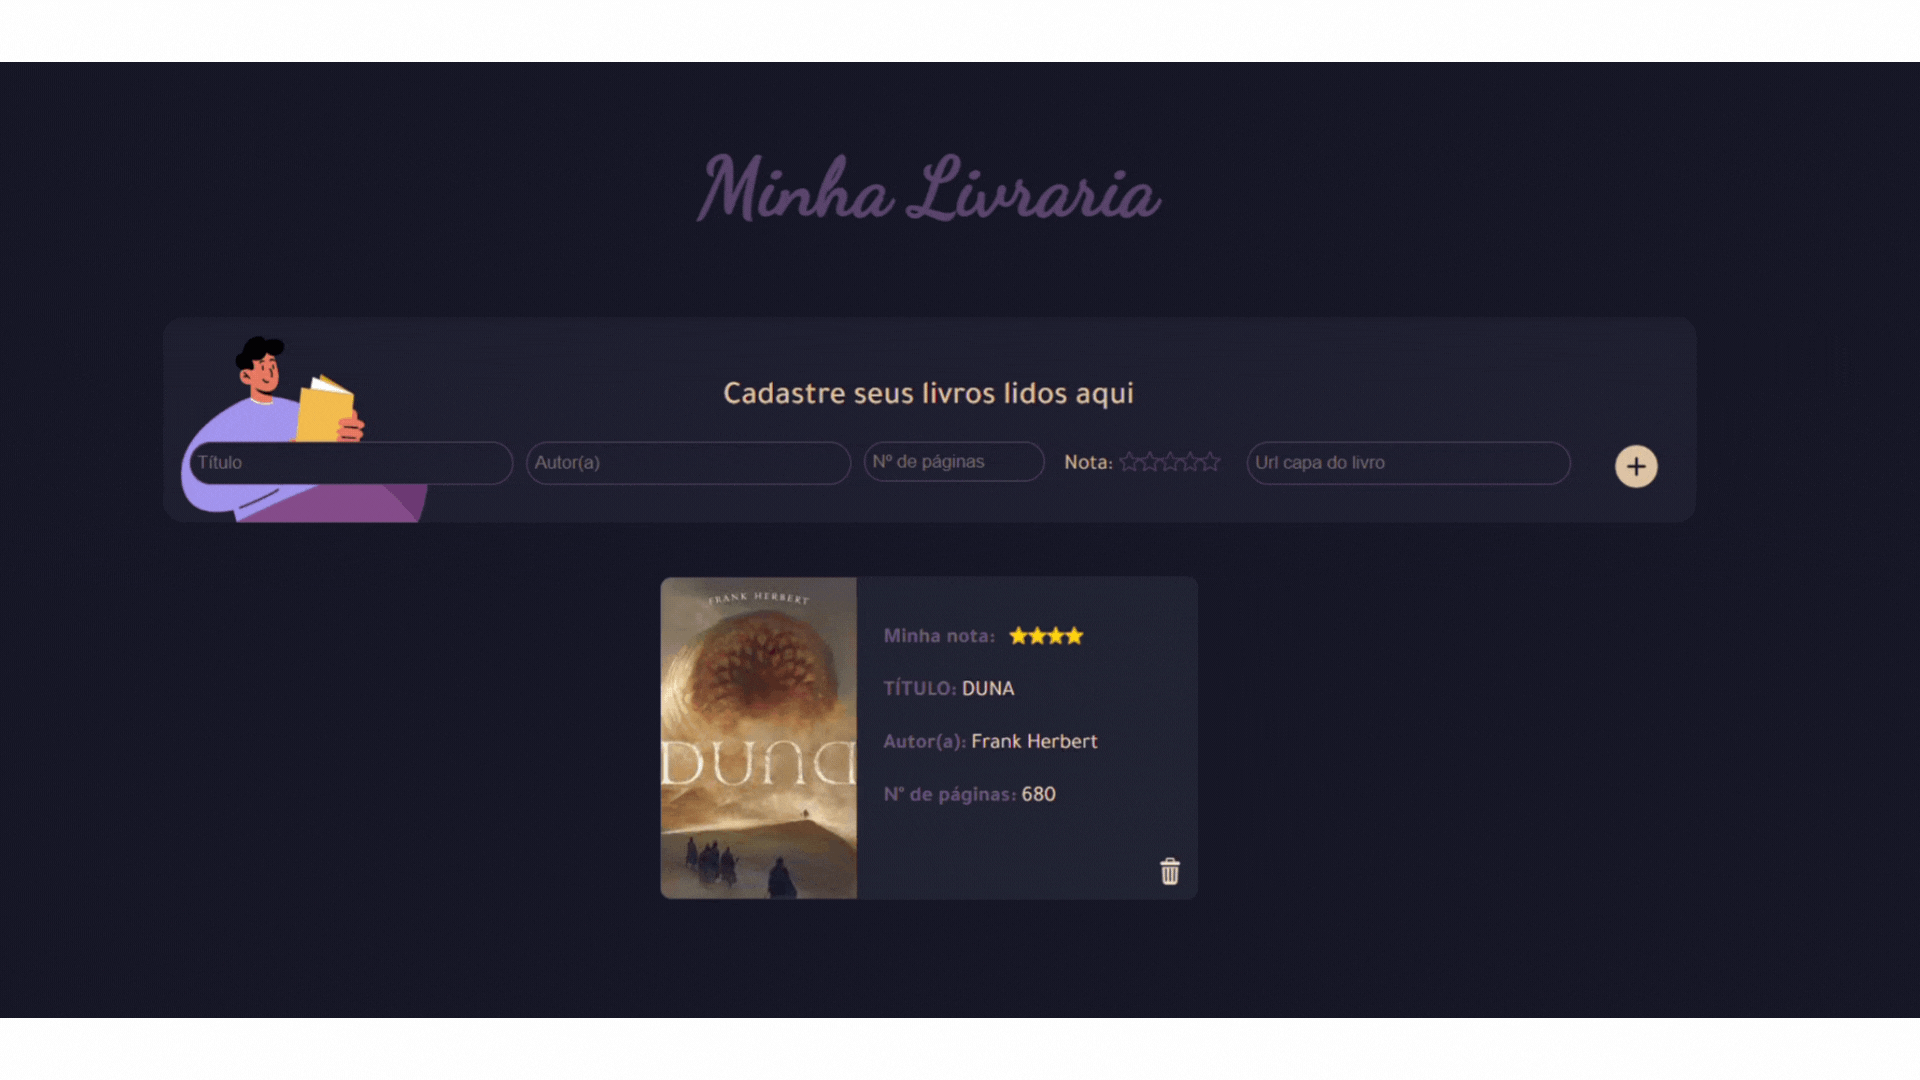 Minha Livraria
Cadastre seus livros lidos aqui
Título
Autor(a)
Nº de páginas
Nota:
Url capa do livro
FRANK HERBERT
DUNA
Minha nota:
TÍTULO: DUNA
Autor(a): Frank Herbert
N° de páginas: 680